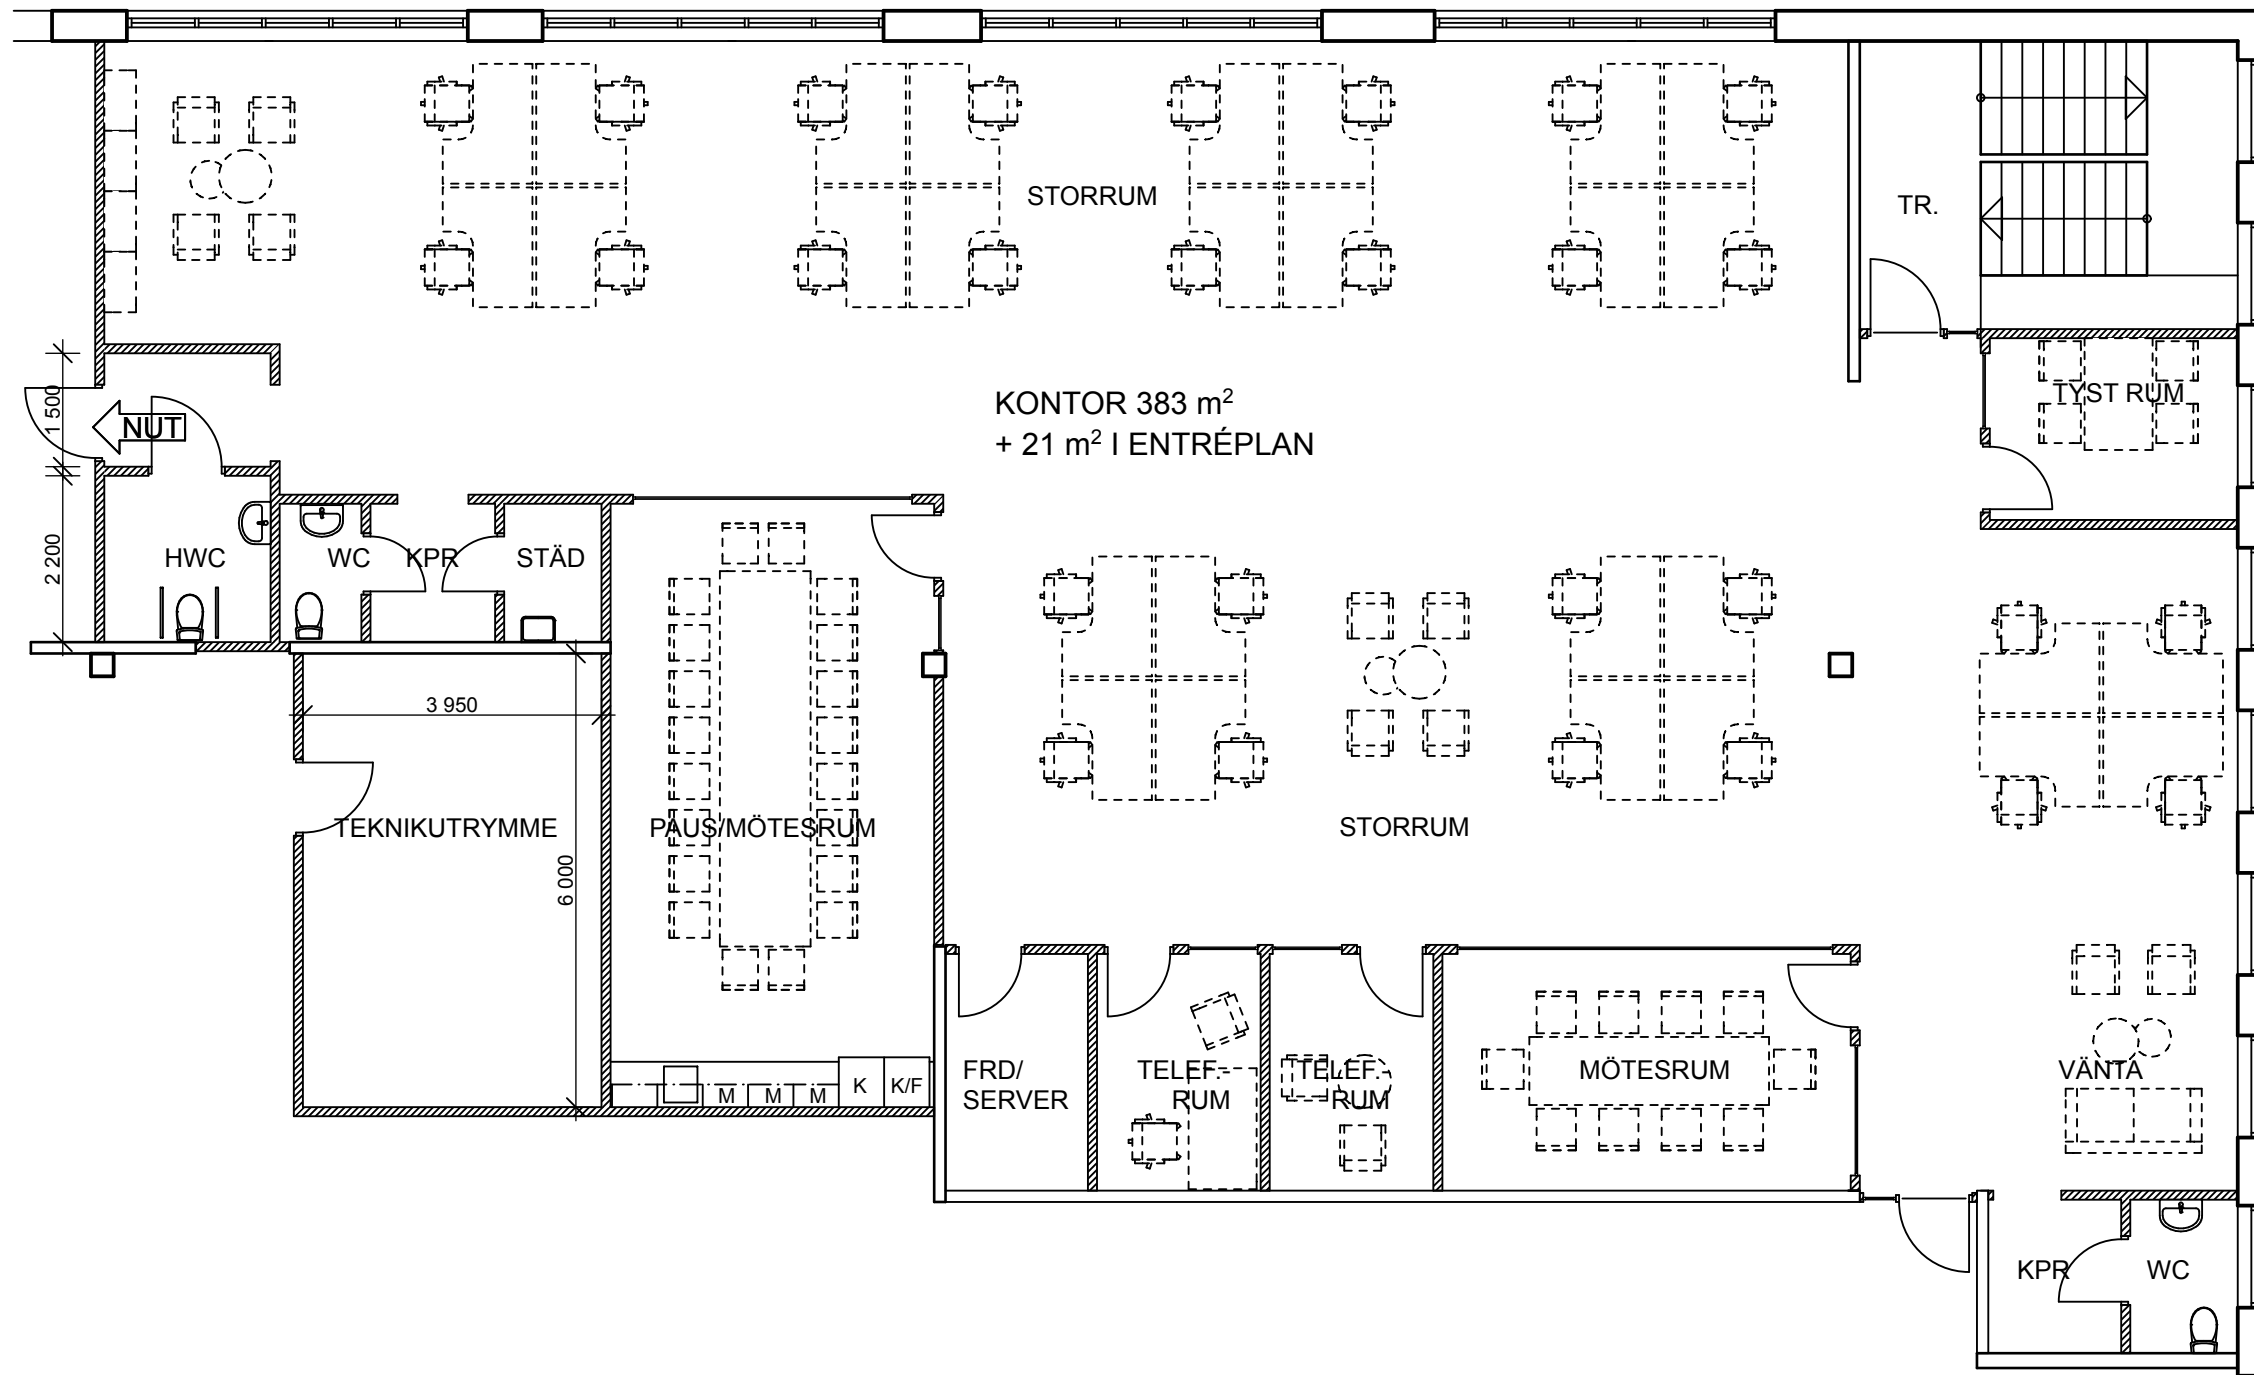 STORRUM
TR.
KONTOR 383 m²
+ 21 m² I ENTRÉPLAN
TYST RUM
1 500
NUT
2 200
HWC
WC
KPR
STÄD
3 950
TEKNIKUTRYMME
6 000
PAUS/MÖTESRUM
STORRUM
M
M
M
K
K/F
FRD/
SERVER
TELEF.-
RUM
TELEF.-
RUM
MÖTESRUM
VÄNTA
KPR
WC